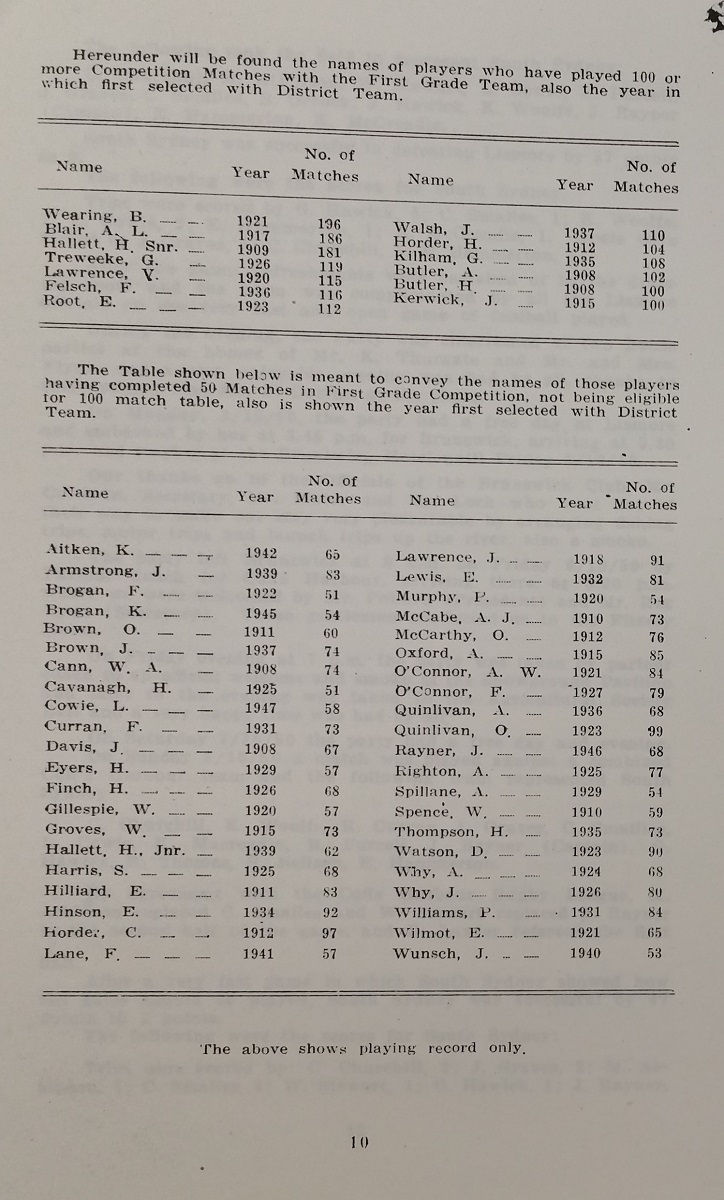 Hereunder will be found the names of players who have played 100 or
more Competition Matches with the First Grade Team, also the year in
which first selected with District Team.
Name Year No. of Matches Name Year No. of Matches
Wearing, B. — — 1921 196 Walsh, J. — — 1937 110
Blair, A. L. — — 1917 186 Horder, H. — — 1912 104
Hallett, H. Snr. — 1909 181 Kilham, G. — — 1935 108
Treweeke, G. — 1926 119 Butler, A. — — 1908 102
Lawrence, V. — 1920 115 Butler, H. — — 1908 100
Felsch, F. — — 1936 116 Kerwick, J. — 1915 100
Root, E. — — — 1923 112
The Table shown below is meant to convey the names of those players
having completed 50 Matches in First Grade Competition, not being eligible
for 100 match table, also is shown the year first selected with District
Team.
Name Year No. of Matches Name Year No. of Matches
Aitken, K. — — — 1942 65 Lawrence, J. — — 1918 91
Armstrong, J. — 1939 83 Lewis, E. — — 1932 81
Brogan, F. — — 1922 51 Murphy, P. — — 1920 54
Brogan, K. — — 1945 54 McCabe, A. J. — 1910 73
Brown, O. — — 1911 60 McCarthy, O. — 1912 76
Brown, J. — — — 1937 74 Oxford, A. — — 1915 85
Cann, W. A. — 1908 74 O'Connor, A. W. 1921 84
Cavanagh, H. — 1925 51 O'Connor, F. — 1927 79
Cowie, L. — — — 1947 58 Quinlivan, A. — 1936 68
Curran, F. — — 1931 73 Quinlivan, O. — 1923 99
Davis, J. — — — 1908 67 Rayner, J. — — 1946 68
Eyers, H. — — — 1929 57 Righton, A. — — 1925 77
Finch, H. — — — 1926 68 Spillane, A. — — 1929 54
Gillespie, W. — — 1920 57 Spence, W. — — 1910 59
Groves, W. — — 1915 73 Thompson, H. — 1935 73
Hallett, H., Jnr. — 1939 62 Watson, D. — — 1923 90
Harris, S. — — 1925 68 Why, A. — — — 1924 68
Hilliard, E. — — 1911 83 Why, J. — — — 1926 80
Hinson, E. — — 1934 92 Williams, P. — 1931 84
Horder, C. — — 1912 97 Wilmot, E. — — 1921 65
Lane, F. — — — 1941 57 Wunsch, J. — — 1940 53
The above shows playing record only.
10